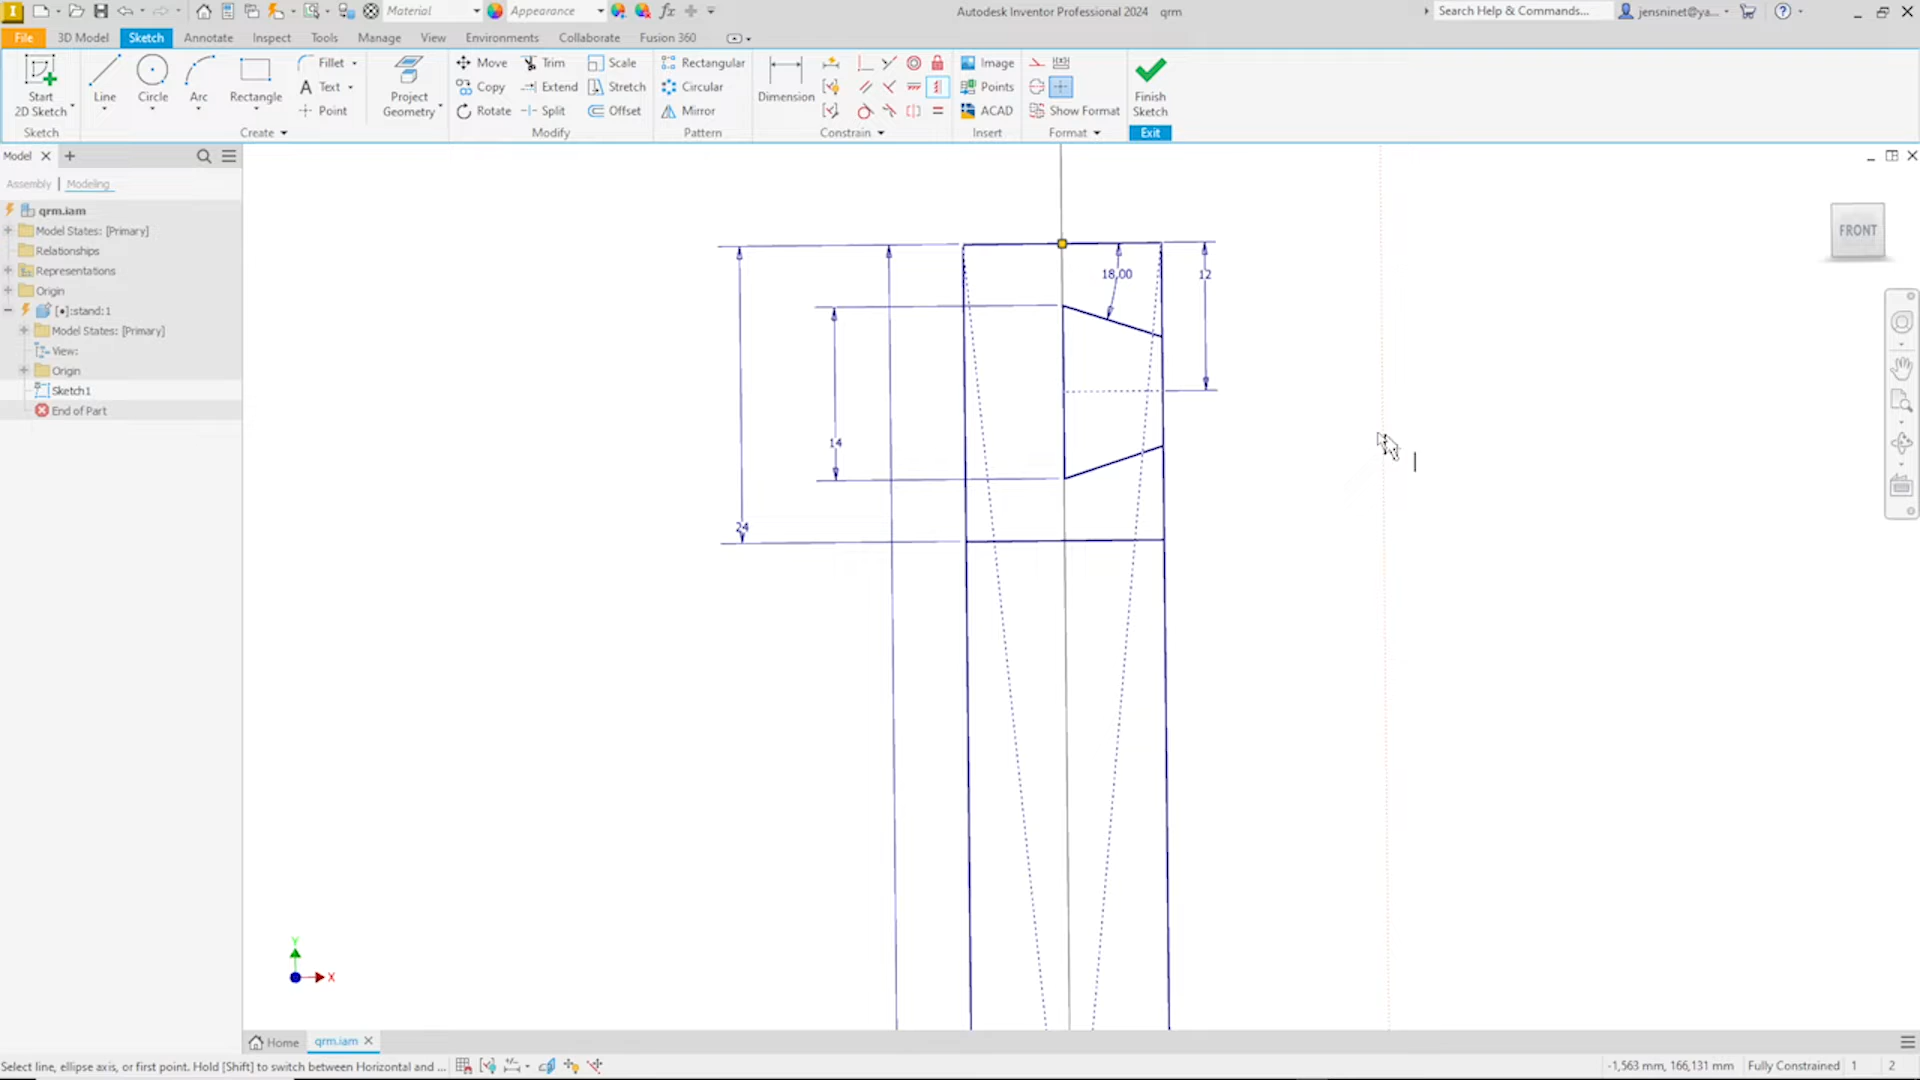 Material
Appearance
fx
Autodesk Inventor Professional 2024 qrm
Search Help & Commands...
jensninet@ya...
File
3D Model
Sketch
Annotate
Inspect
Tools
Manage
View
Environments
Collaborate
Fusion 360
Start
2D Sketch
Line
Circle
Arc
Rectangle
Fillet
Text
Point
Project
Geometry
Move
Copy
Rotate
Trim
Extend
Split
Scale
Stretch
Offset
Rectangular
Circular
Mirror
Dimension
Image
Points
ACAD
Show Format
Finish
Sketch
Sketch
Create
Modify
Pattern
Constrain
Insert
Format
Exit
Model
Assembly
Modeling
qrm.iam
Model States: [Primary]
Relationships
Representations
Origin
[•]:stand:1
Model States: [Primary]
View:
Origin
Sketch1
End of Part
FRONT
18,00
12
14
24
Y
X
Home
qrm.iam
Select line, ellipse axis, or first point. Hold [Shift] to switch between Horizontal and ...
-1,563 mm, 166,131 mm
Fully Constrained
1
2